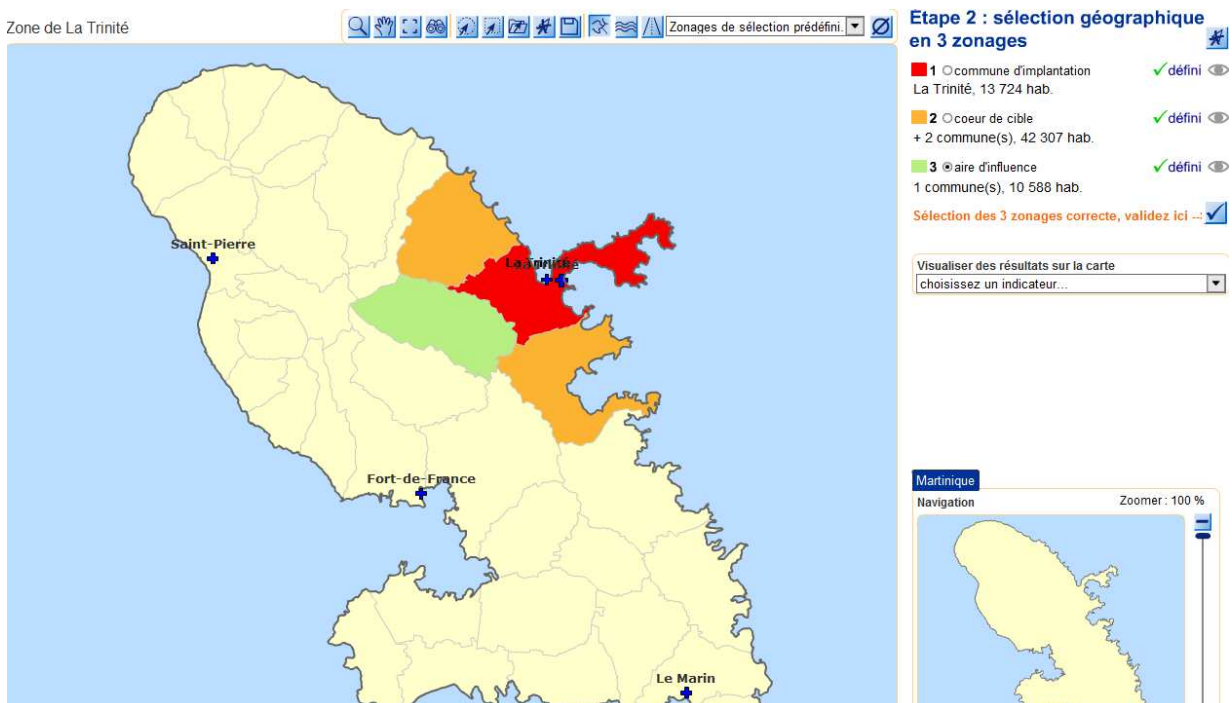 Zone de La Trinité
Zonages de sélection prédéfini.
Etape 2 : sélection géographique
en 3 zonages
1 commune d'implantation défini
La Trinité, 13 724 hab.
2 coeur de cible défini
+ 2 commune(s), 42 307 hab.
3 aire d'influence défini
1 commune(s), 10 588 hab.
Sélection des 3 zonages correcte, validez ici --:
Visualiser des résultats sur la carte
choisissez un indicateur...
Saint-Pierre
La Trinité
Fort-de-France
Le Marin
Martinique
Navigation Zoomer : 100 %